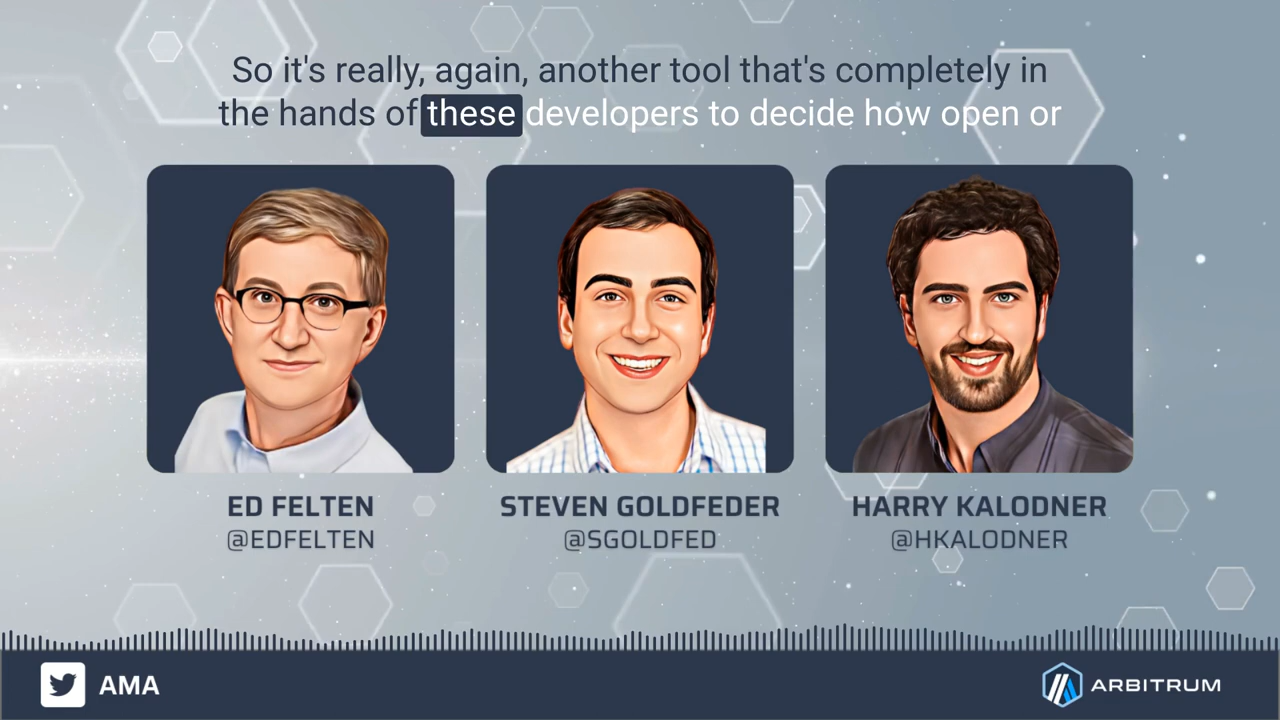 So it's really, again, another tool that's completely in
the hands of these developers to decide how open or
ED FELTEN
@EDFELTEN
STEVEN GOLDFEDER
@SGOLDFED
HARRY KALODNER
@HKALODNER
AMA
ARBITRUM